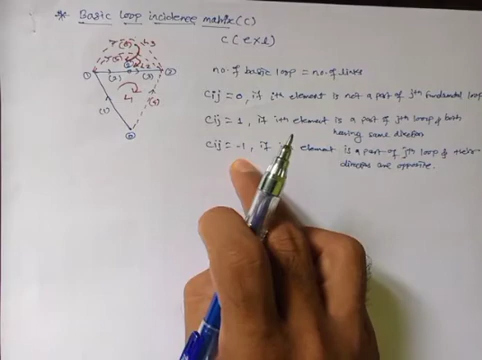 * Basic loop incidence matrix (C)
C (e×l)
no. of basic loop = no. of links
Cij = 0, if ith element is not a part of jth fundamental loop
Cij = 1, if ith element is a part of jth loop & both
having same direction
Cij = -1, if element is a part of jth loop & their
direction are opposite.